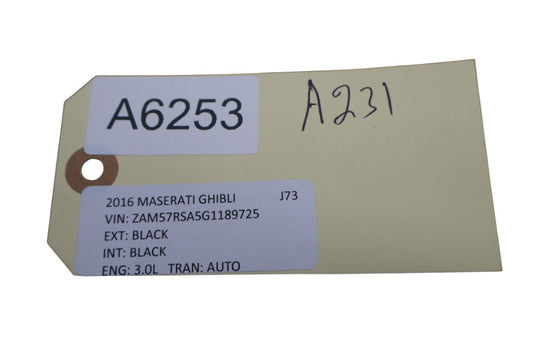 A6253
A231
2016 MASERATI GHIBLI J73
VIN: ZAM57RSA5G1189725
EXT: BLACK
INT: BLACK
ENG: 3.0L TRAN: AUTO